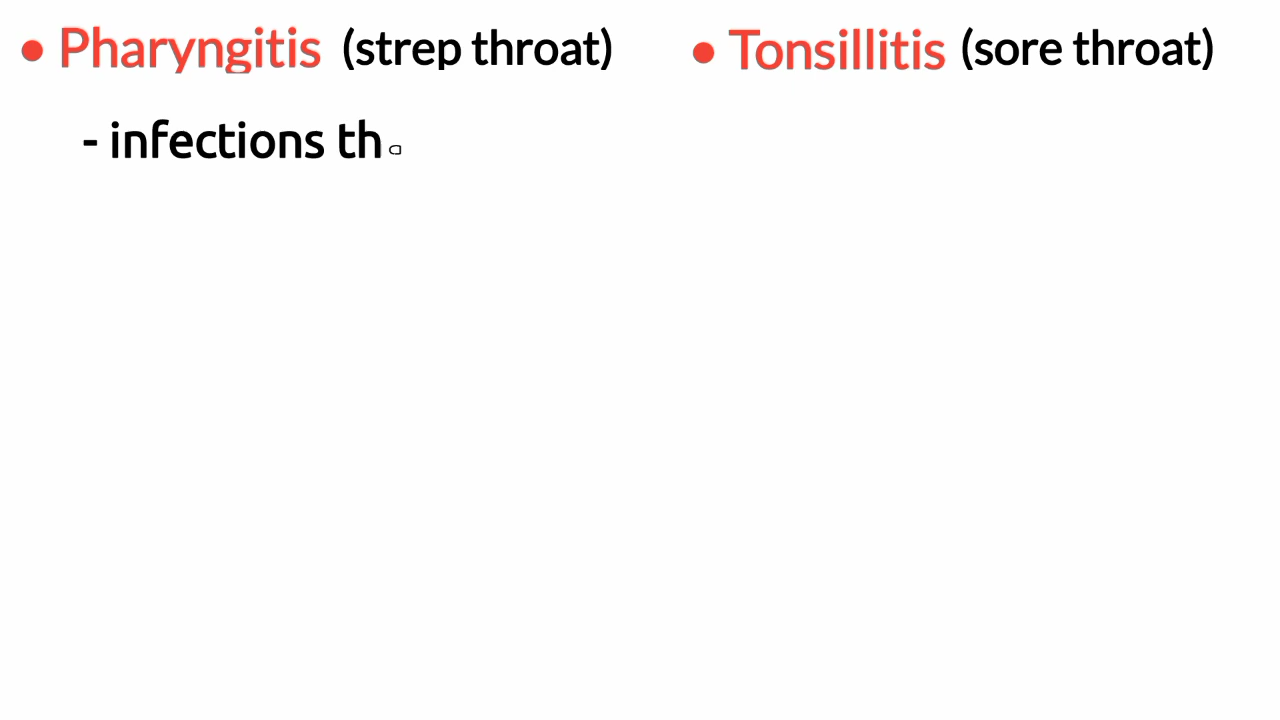 • Pharyngitis (strep throat)
• Tonsillitis (sore throat)
- infections th